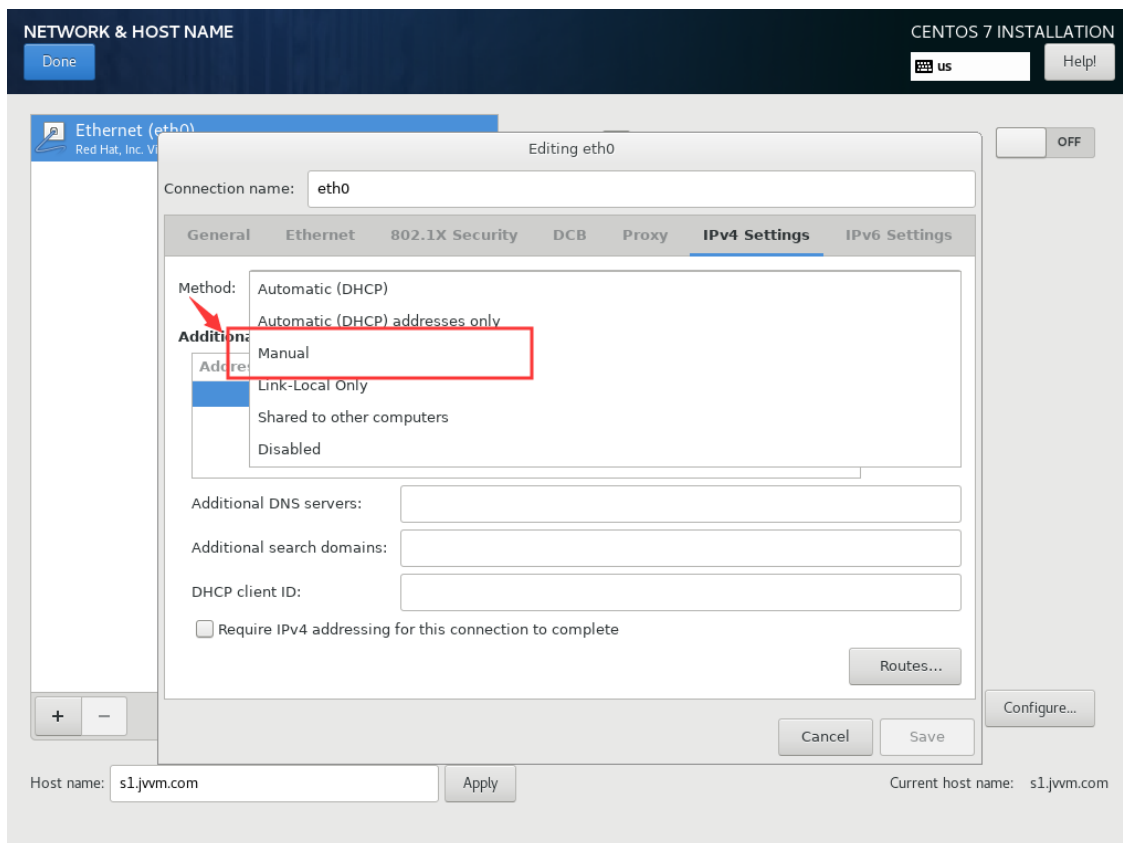 NETWORK & HOST NAME
CENTOS 7 INSTALLATION
Done
us
Help!
Ethernet (eth0)
Red Hat, Inc. Vi
OFF
Editing eth0
Connection name: eth0
General Ethernet 802.1X Security DCB Proxy IPv4 Settings IPv6 Settings
Method: Automatic (DHCP)
Automatic (DHCP) addresses only
Additiona
Manual
Addres
Link-Local Only
Shared to other computers
Disabled
Additional DNS servers:
Additional search domains:
DHCP client ID:
Require IPv4 addressing for this connection to complete
Routes...
+ −
Configure...
Cancel Save
Host name: s1.jvvm.com Apply Current host name: s1.jvvm.com